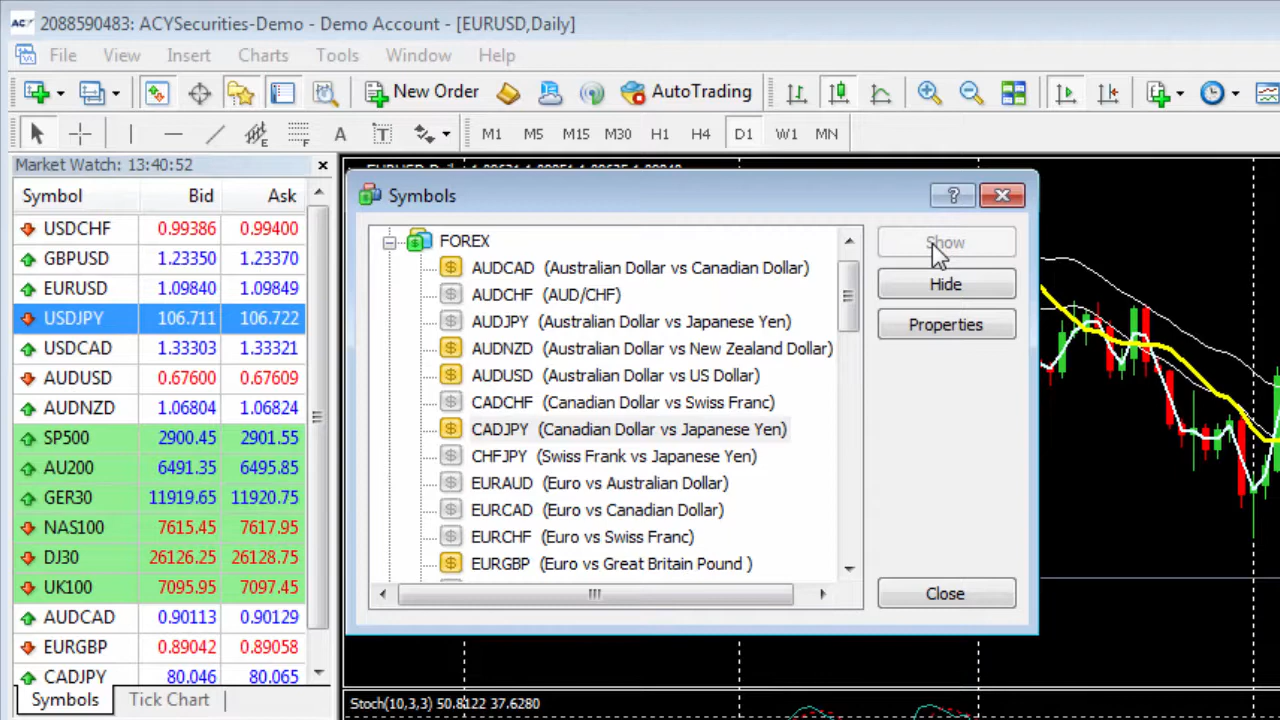 ACY 2088590483: ACYSecurities-Demo - Demo Account - [EURUSD,Daily]
File View Insert Charts Tools Window Help
New Order AutoTrading
A T M1 M5 M15 M30 H1 H4 D1 W1 MN
Market Watch: 13:40:52
Symbol Bid Ask
USDCHF 0.99386 0.99400
GBPUSD 1.23350 1.23370
EURUSD 1.09840 1.09849
USDJPY 106.711 106.722
USDCAD 1.33303 1.33321
AUDUSD 0.67600 0.67609
AUDNZD 1.06804 1.06824
SP500 2900.45 2901.55
AU200 6491.35 6495.85
GER30 11919.65 11920.75
NAS100 7615.45 7617.95
DJ30 26126.25 26128.75
UK100 7095.95 7097.45
AUDCAD 0.90113 0.90129
EURGBP 0.89042 0.89058
CADJPY 80.046 80.065
Symbols Tick Chart
Symbols
FOREX
AUDCAD (Australian Dollar vs Canadian Dollar)
AUDCHF (AUD/CHF)
AUDJPY (Australian Dollar vs Japanese Yen)
AUDNZD (Australian Dollar vs New Zealand Dollar)
AUDUSD (Australian Dollar vs US Dollar)
CADCHF (Canadian Dollar vs Swiss Franc)
CADJPY (Canadian Dollar vs Japanese Yen)
CHFJPY (Swiss Frank vs Japanese Yen)
EURAUD (Euro vs Australian Dollar)
EURCAD (Euro vs Canadian Dollar)
EURCHF (Euro vs Swiss Franc)
EURGBP (Euro vs Great Britain Pound )
Show
Hide
Properties
Close
Stoch(10,3,3) 50.8122 37.6280